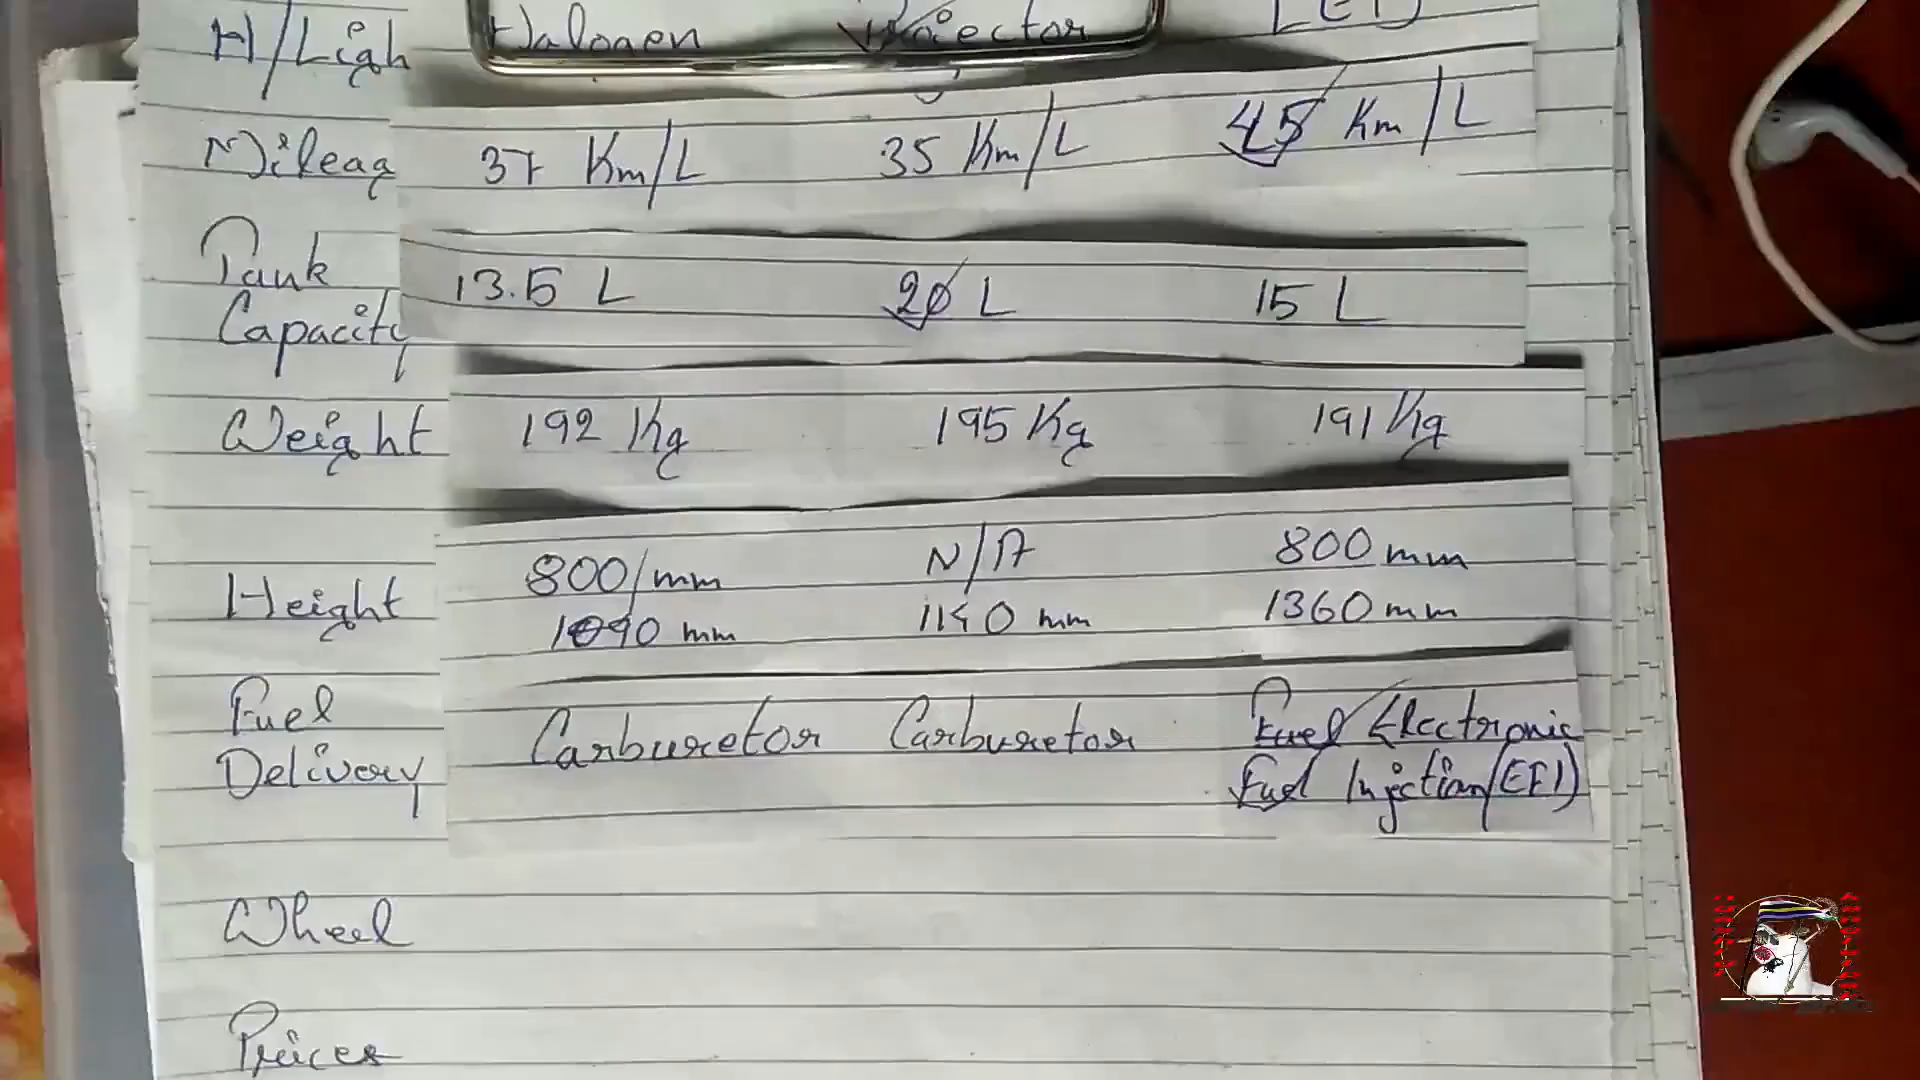 H/Ligh Halogen Projector LED
Mileag 37 Km/L 35 Km/L 45 Km/L
Tank
Capacity 13.5 L 20 L 15 L
Weight 192 Kg 195 Kg 191 Kg
800/mm N/A 800 mm
Height 1090 mm 1140 mm 1360 mm
Fuel Carburetor Carburetor Fuel Electronic
Delivery Fuel Injection (EFI)
Wheel
Prices